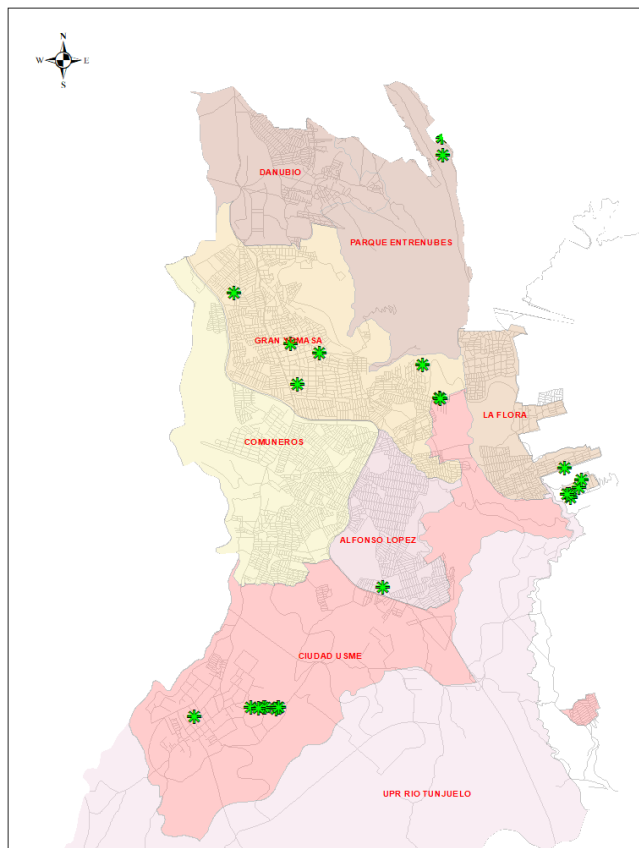 N
W E
S
DANUBIO
PARQUE ENTRENUBES
GRAN YOMASA
LA FLORA
COMUNEROS
ALFONSO LOPEZ
CIUDAD USME
UPR RIO TUNJUELO